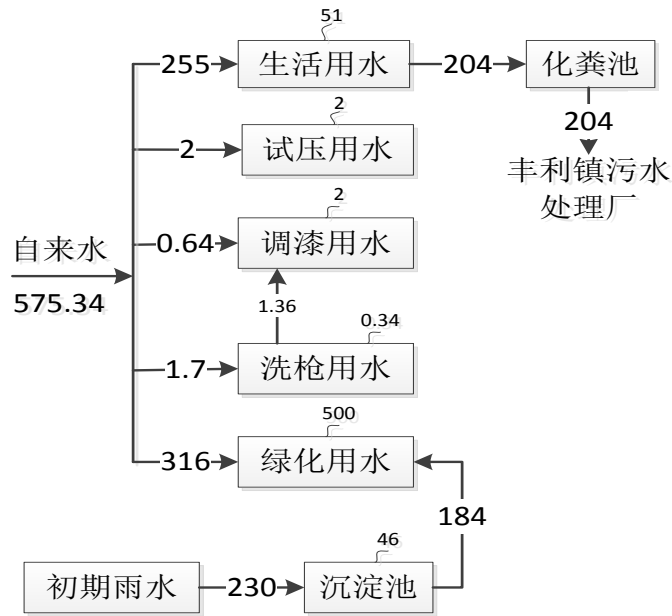 51
255
生活用水
204
化粪池
204
丰利镇污水
处理厂
2
2
试压用水
2
0.64
调漆用水
自来水
575.34
1.36
0.34
1.7
洗枪用水
500
316
绿化用水
184
46
初期雨水
230
沉淀池